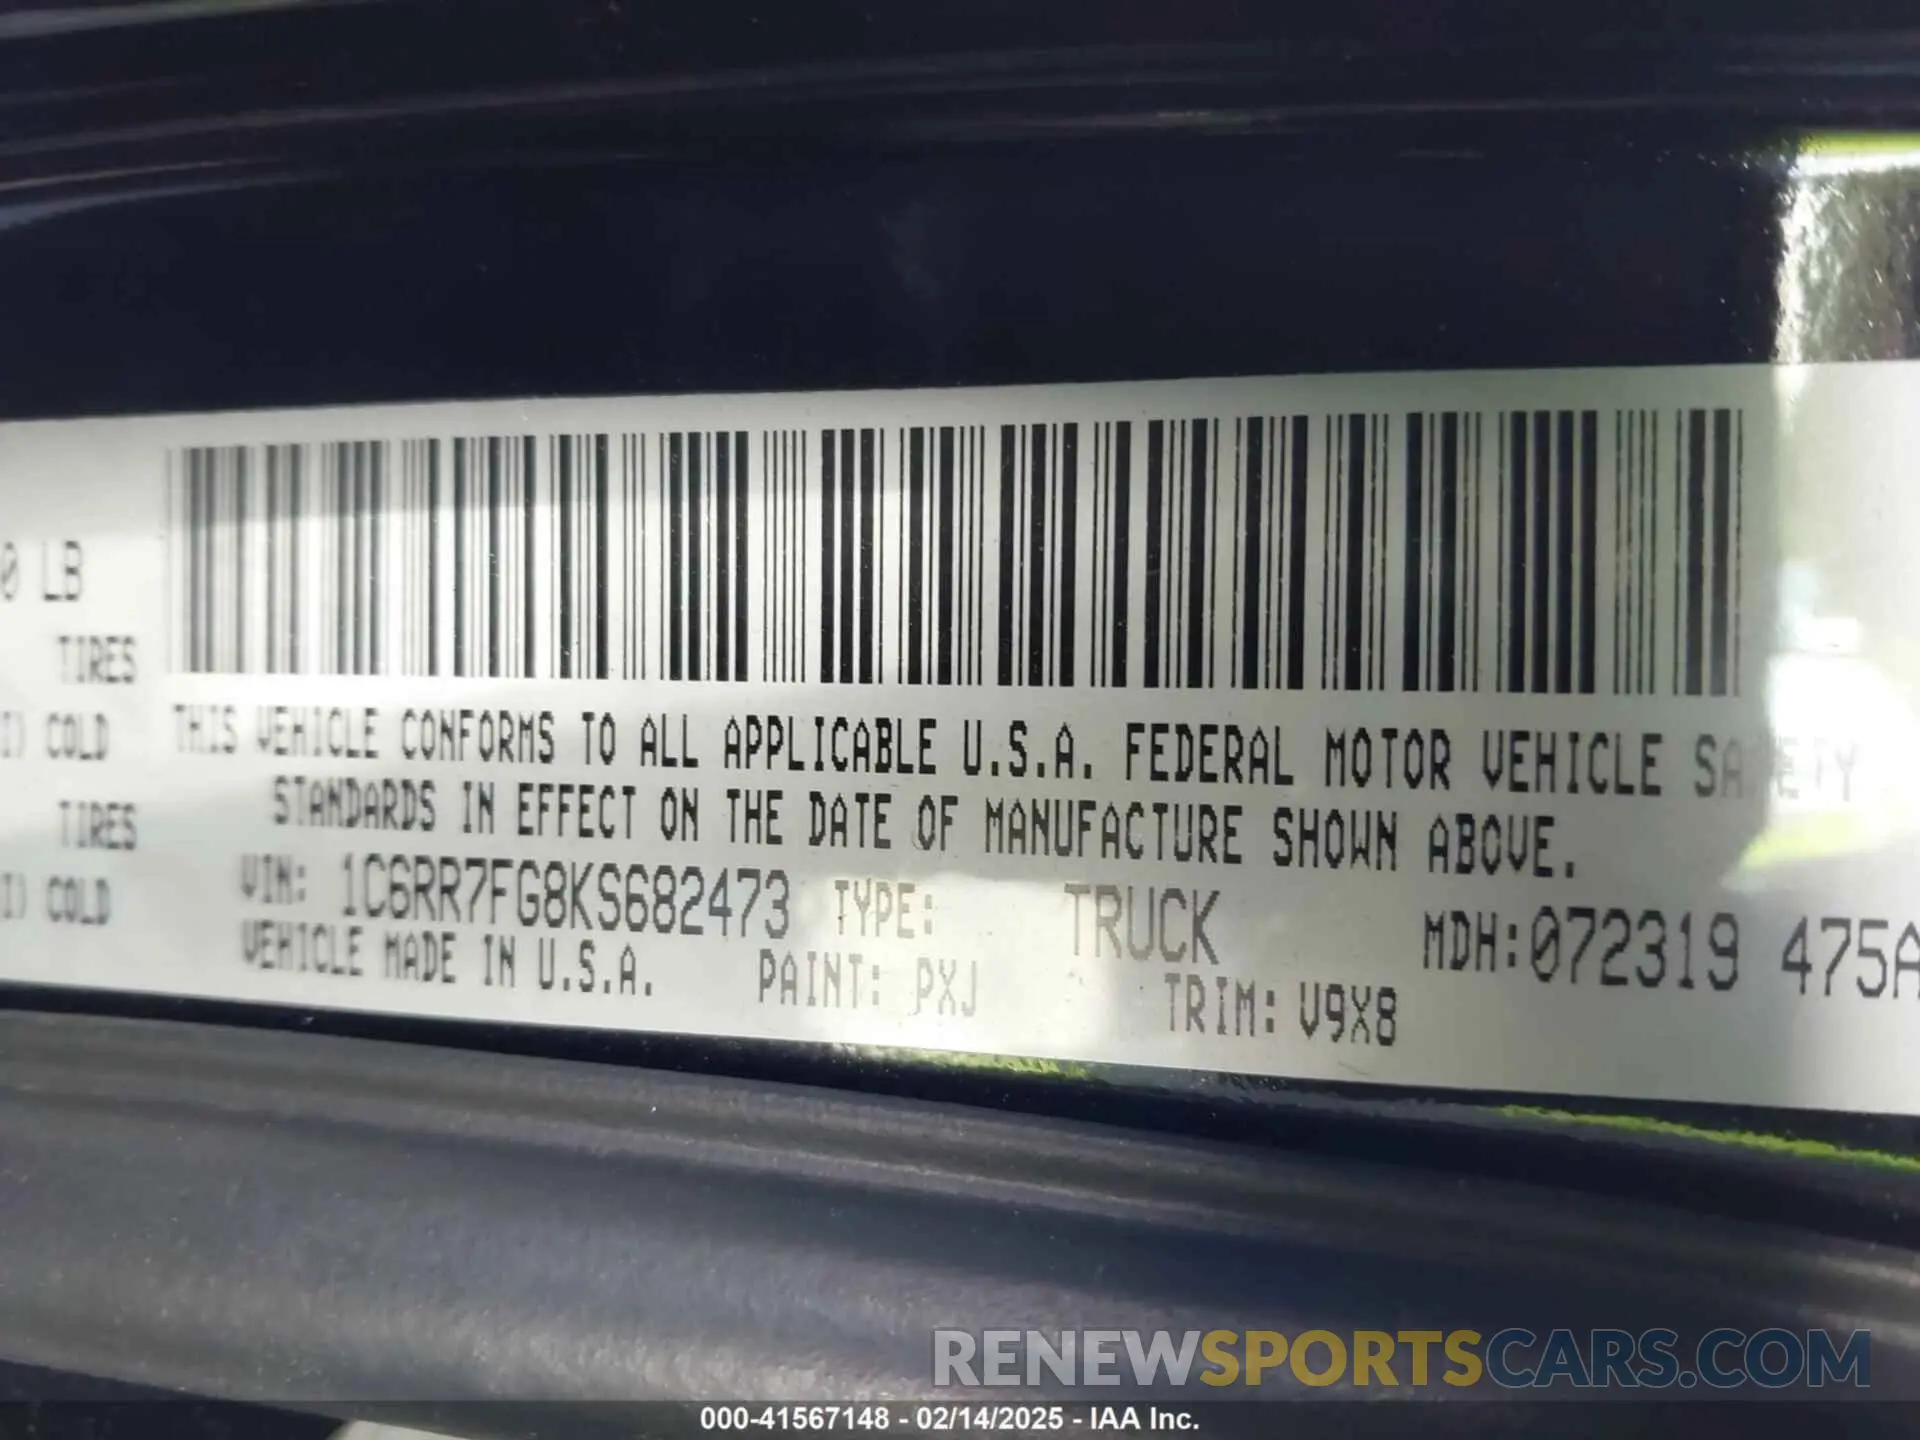 0 LB
TIRES
I) COLD
TIRES
I) COLD
THIS VEHICLE CONFORMS TO ALL APPLICABLE U.S.A. FEDERAL MOTOR VEHICLE SAFETY
STANDARDS IN EFFECT ON THE DATE OF MANUFACTURE SHOWN ABOVE.
VIN: 1C6RR7FG8KS682473 TYPE: TRUCK MDH:072319 475A
VEHICLE MADE IN U.S.A. PAINT: PXJ TRIM: V9X8
RENEWSPORTSCARS.COM
000-41567148 - 02/14/2025 - IAA Inc.